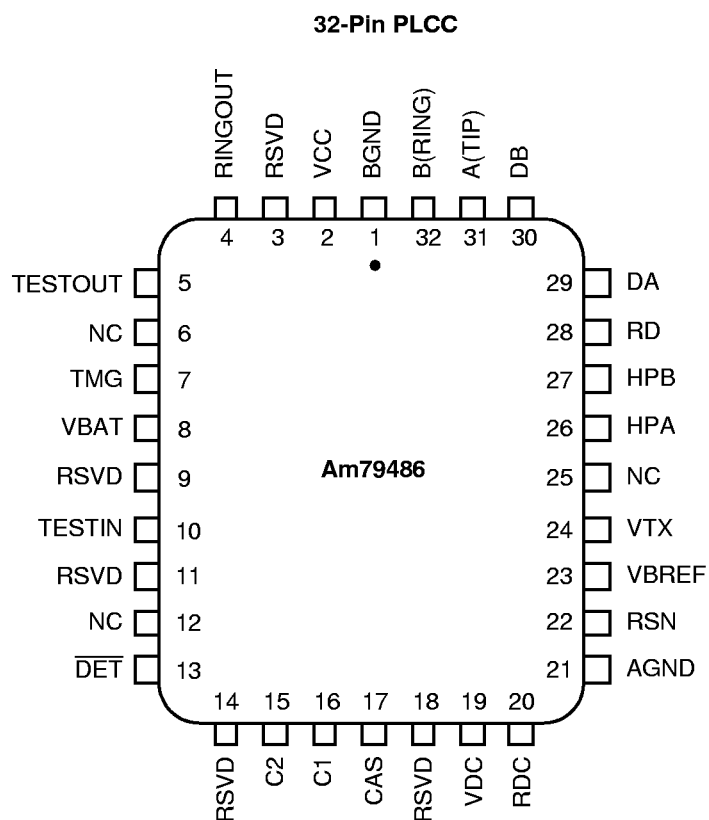 32-Pin PLCC
RINGOUT
RSVD
VCC
BGND
B(RING)
A(TIP)
DB
4 3 2 1 32 31 30
TESTOUT 5 29 DA
NC 6 28 RD
TMG 7 27 HPB
VBAT 8 26 HPA
RSVD 9 Am79486 25 NC
TESTIN 10 24 VTX
RSVD 11 23 VBREF
NC 12 22 RSN
D̅E̅T̅ 13 21 AGND
14 15 16 17 18 19 20
RSVD
C2
C1
CAS
RSVD
VDC
RDC